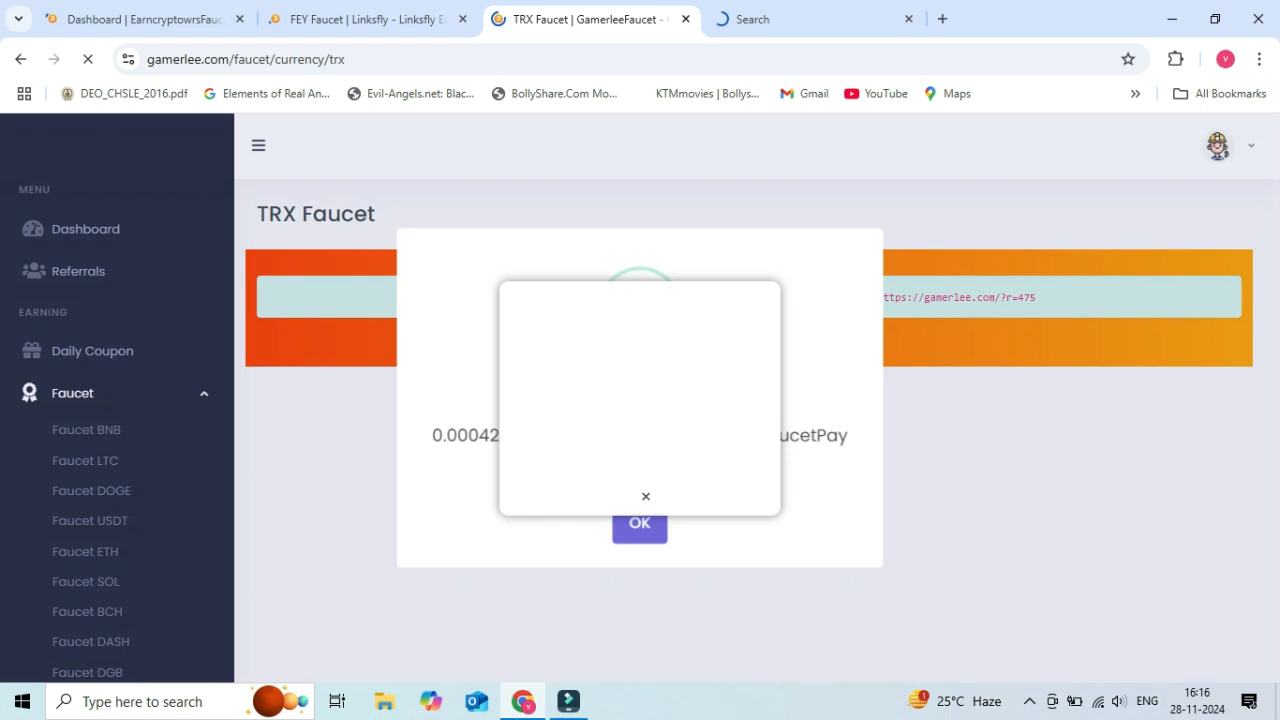 Dashboard | EarncryptowrsFauc
FEY Faucet | Linksfly - Linksfly E
TRX Faucet | GamerleeFaucet - G
Search
gamerlee.com/faucet/currency/trx
DEO_CHSLE_2016.pdf
Elements of Real An...
Evil-Angels.net: Blac...
BollyShare.Com Mo...
KTMmovies | Bollys...
Gmail
YouTube
Maps
All Bookmarks
MENU
Dashboard
Referrals
EARNING
Daily Coupon
Faucet
Faucet BNB
Faucet LTC
Faucet DOGE
Faucet USDT
Faucet ETH
Faucet SOL
Faucet BCH
Faucet DASH
Faucet DGB
TRX Faucet
ttps://gamerlee.com/?r=475
0.00042
ucetPay
OK
Type here to search
25°C Haze
ENG
16:16
28-11-2024